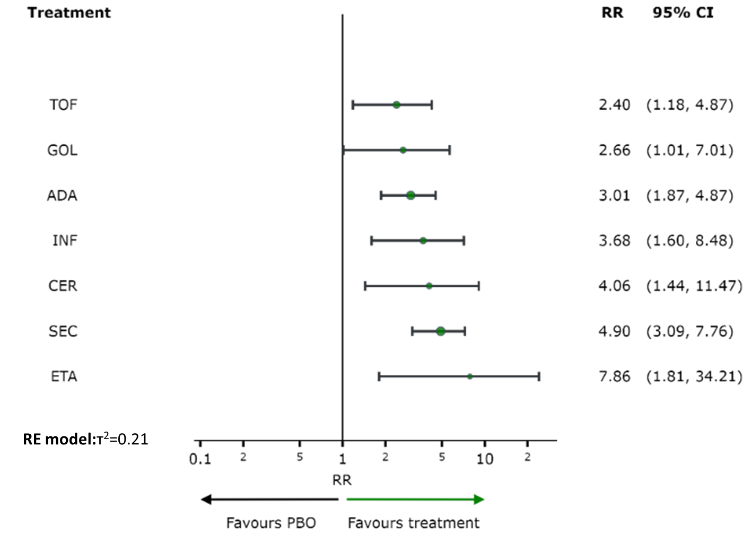 Treatment RR 95% CI
TOF 2.40 (1.18, 4.87)
GOL 2.66 (1.01, 7.01)
ADA 3.01 (1.87, 4.87)
INF 3.68 (1.60, 8.48)
CER 4.06 (1.44, 11.47)
SEC 4.90 (3.09, 7.76)
ETA 7.86 (1.81, 34.21)
RE model:τ²=0.21
0.1 2 5 1 2 5 10 2
RR
Favours PBO Favours treatment